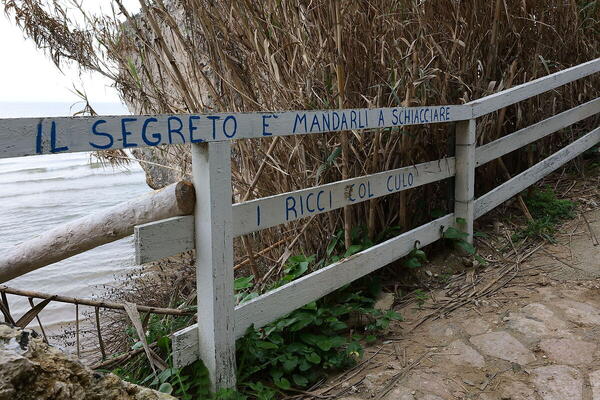 IL SEGRETO È MANDARLI A SCHIACCIARE
I RICCI COL CULO